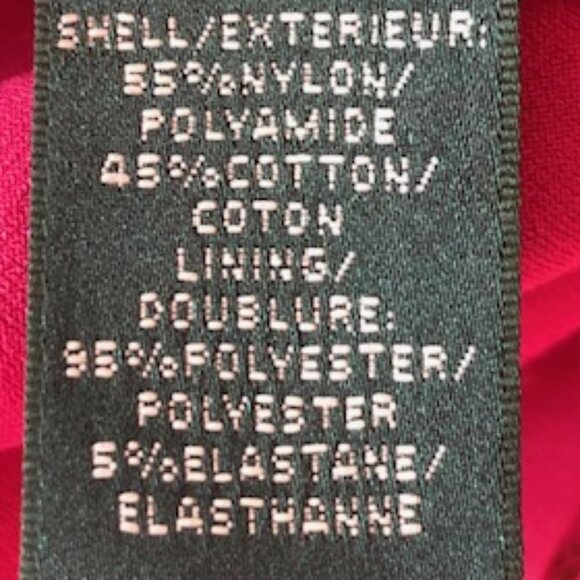 SHELL/EXTERIEUR:
55%NYLON/
POLYAMIDE
45%COTTON/
COTON
LINING/
DOUBLURE:
95%POLYESTER/
POLYESTER
5%ELASTANE/
ELASTHANNE